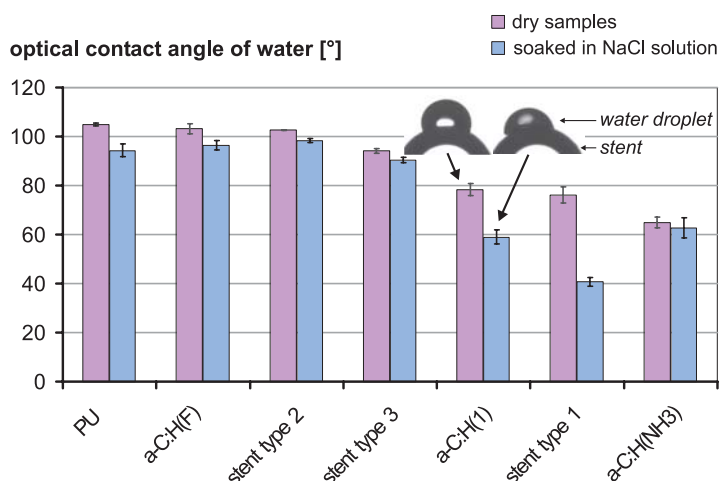 dry samples
optical contact angle of water [°]
soaked in NaCl solution
120
100
80
60
40
20
0
water droplet
stent
PU
a-C:H(F)
stent type 2
stent type 3
a-C:H(1)
stent type 1
a-C:H(NH3)